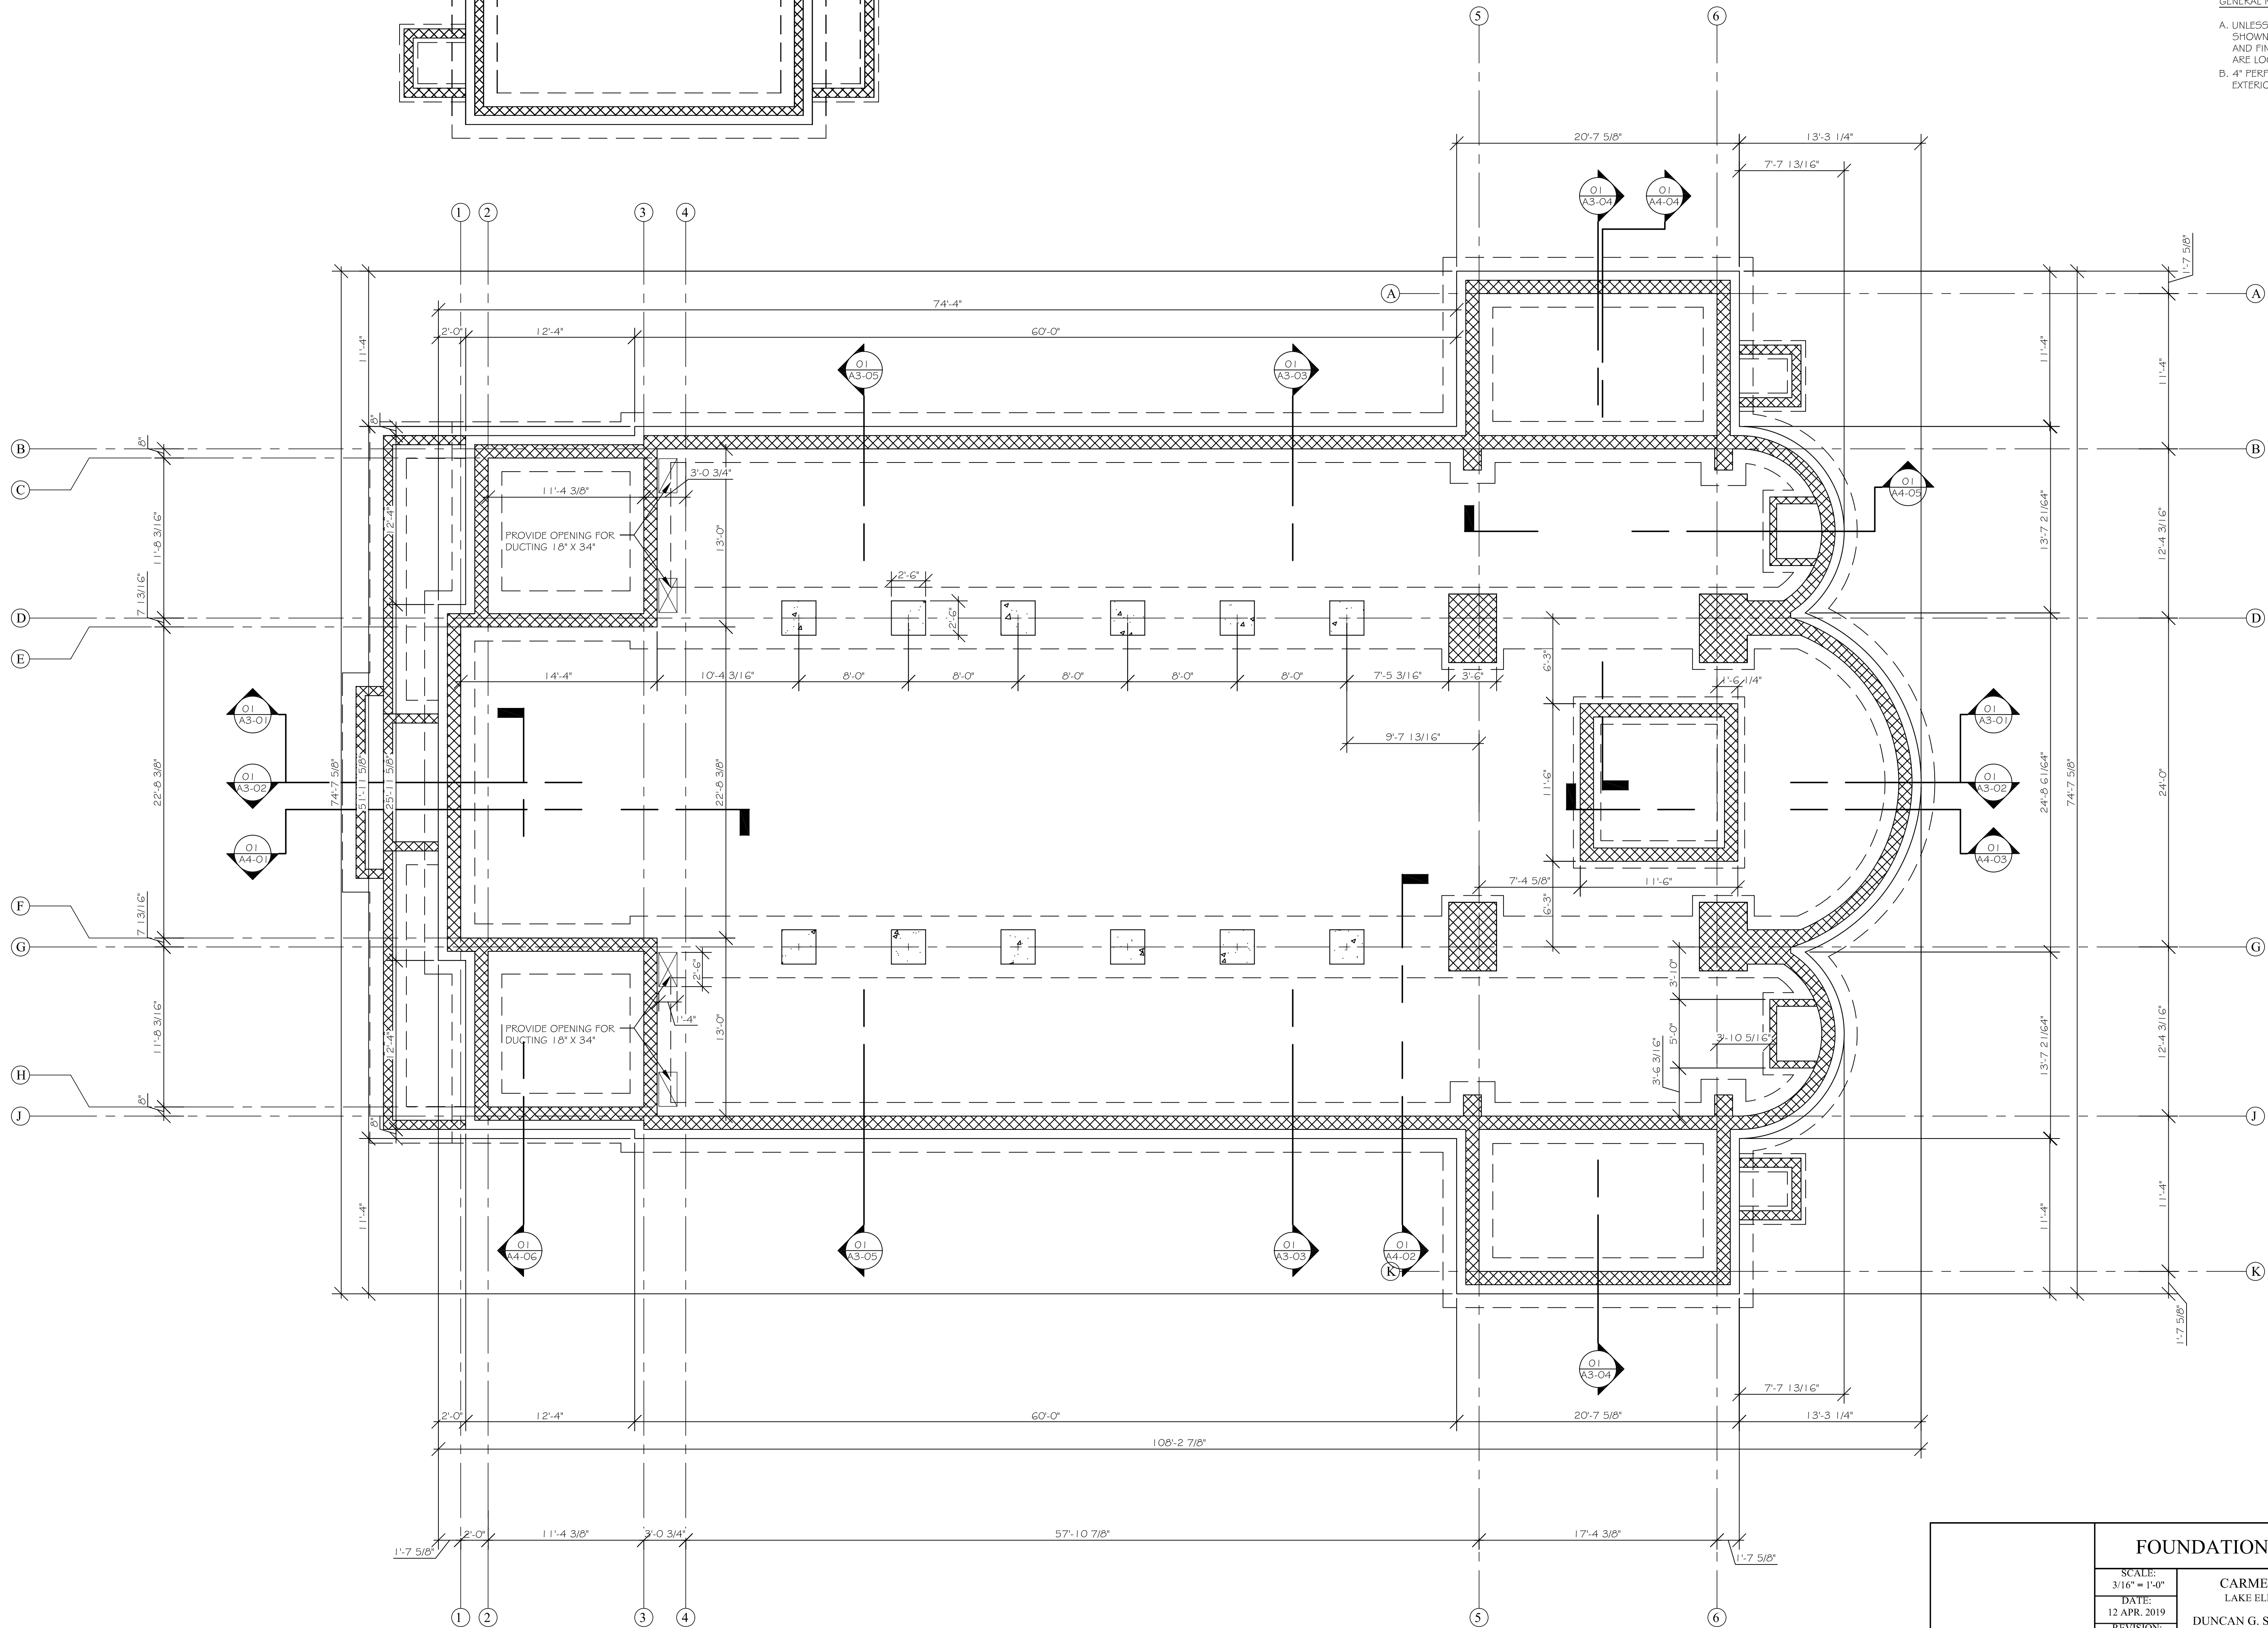 GENERAL
A. UNLESS
SHOWN
AND FIN
ARE LOC
B. 4" PERF
EXTERIO
5
6
20'-7 5/8"
13'-3 1/4"
7'-7 13/16"
01
A3-04
01
A4-04
1
2
3
4
1'-7 5/8"
A
A
74'-4"
2'-0"
12'-4"
60'-0"
11'-4"
11'-4"
11'-4"
01
A3-05
01
A3-03
8"
B
8"
B
C
3'-0 3/4"
11'-4 3/8"
01
A4-05
12'-4"
11'-8 3/16"
PROVIDE OPENING FOR
DUCTING 18" X 34"
13'-0"
13'-7 21/64"
12'-4 3/16"
2'-6"
2'-6"
7 13/16"
D
D
E
6'-3"
14'-4"
10'-4 3/16"
8'-0"
8'-0"
8'-0"
8'-0"
8'-0"
7'-5 3/16"
3'-6"
1'-6 1/4"
01
A3-01
01
A3-01
9'-7 13/16"
01
A3-02
01
A3-02
22'-8 3/8"
74'-7 5/8"
51'-11 5/8"
25'-11 5/8"
22'-8 3/8"
11'-6"
24'-8 61/64"
74'-7 5/8"
24'-0"
01
A4-01
01
A4-03
7'-4 5/8"
11'-6"
6'-3"
F
7 13/16"
G
G
2'-6"
3'-10"
1'-4"
PROVIDE OPENING FOR
DUCTING 18" X 34"
13'-0"
12'-4"
11'-8 3/16"
5'-0"
3'-10 5/16"
3'-6 3/16"
13'-7 21/64"
12'-4 3/16"
H
8"
J
8"
J
11'-4"
11'-4"
11'-4"
01
A4-06
01
A3-05
01
A3-03
01
A4-02
K
K
1'-7 5/8"
01
A3-04
7'-7 13/16"
2'-0"
12'-4"
60'-0"
20'-7 5/8"
13'-3 1/4"
108'-2 7/8"
1'-7 5/8"
2'-0"
11'-4 3/8"
3'-0 3/4"
57'-10 7/8"
17'-4 3/8"
1'-7 5/8"
1
2
3
4
5
6
FOUNDATION
SCALE:
3/16" = 1'-0"
CARME
LAKE EL
DATE:
12 APR. 2019
DUNCAN G. S
REVISION: